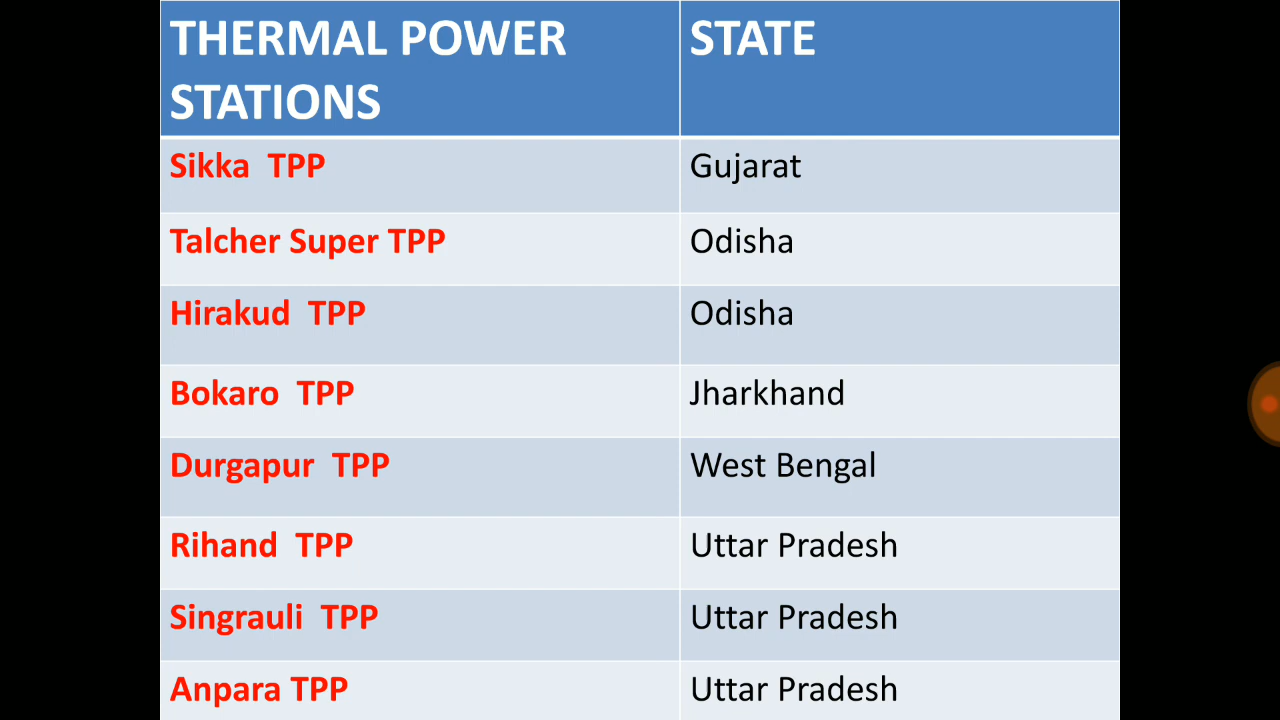 THERMAL POWER STATIONS STATE
Sikka TPP Gujarat
Talcher Super TPP Odisha
Hirakud TPP Odisha
Bokaro TPP Jharkhand
Durgapur TPP West Bengal
Rihand TPP Uttar Pradesh
Singrauli TPP Uttar Pradesh
Anpara TPP Uttar Pradesh